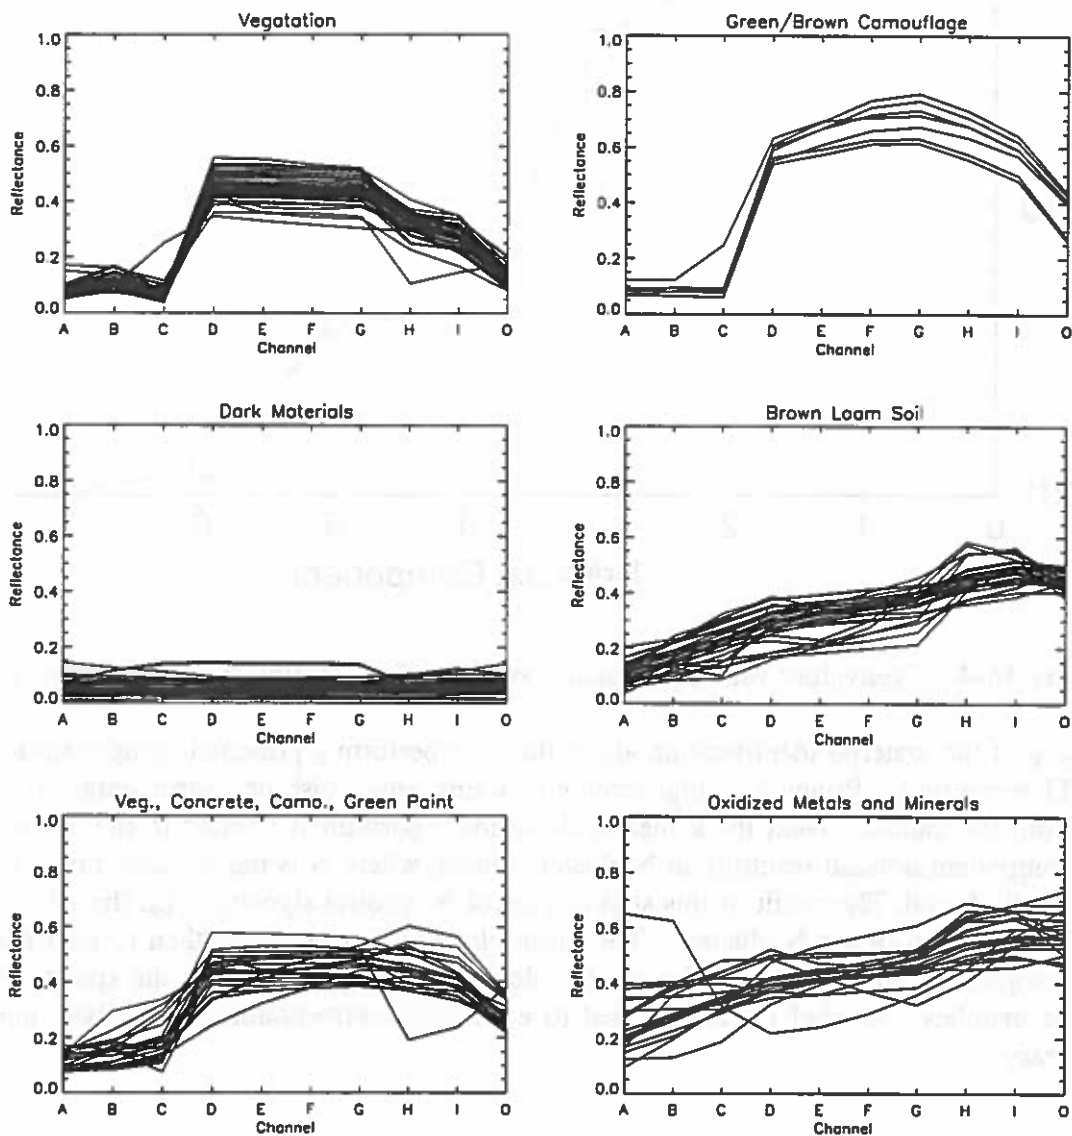 Vegatation
1.0
0.8
0.6
0.4
0.2
0.0
Reflectance
A B C D E F G H I O
Channel
Green/Brown Camouflage
1.0
0.8
0.6
0.4
0.2
0.0
Reflectance
A B C D E F G H I O
Channel
Dark Materials
1.0
0.8
0.6
0.4
0.2
0.0
Reflectance
A B C D E F G H I O
Channel
Brown Loam Soil
1.0
0.8
0.6
0.4
0.2
0.0
Reflectance
A B C D E F G H I O
Channel
Veg., Concrete, Camo., Green Paint
1.0
0.8
0.6
0.4
0.2
0.0
Reflectance
A B C D E F G H I O
Channel
Oxidized Metals and Minerals
1.0
0.8
0.6
0.4
0.2
0.0
Reflectance
A B C D E F G H I O
Channel